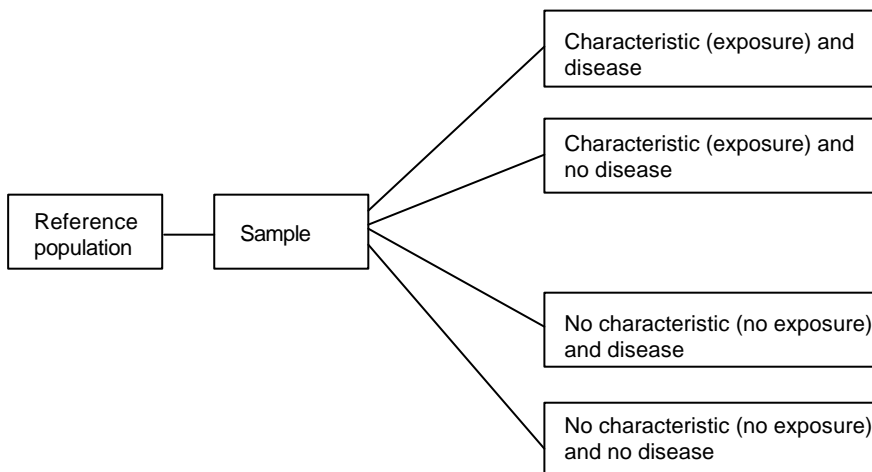 Characteristic (exposure) and
disease
Characteristic (exposure) and
no disease
Reference
population
Sample
No characteristic (no exposure)
and disease
No characteristic (no exposure)
and no disease